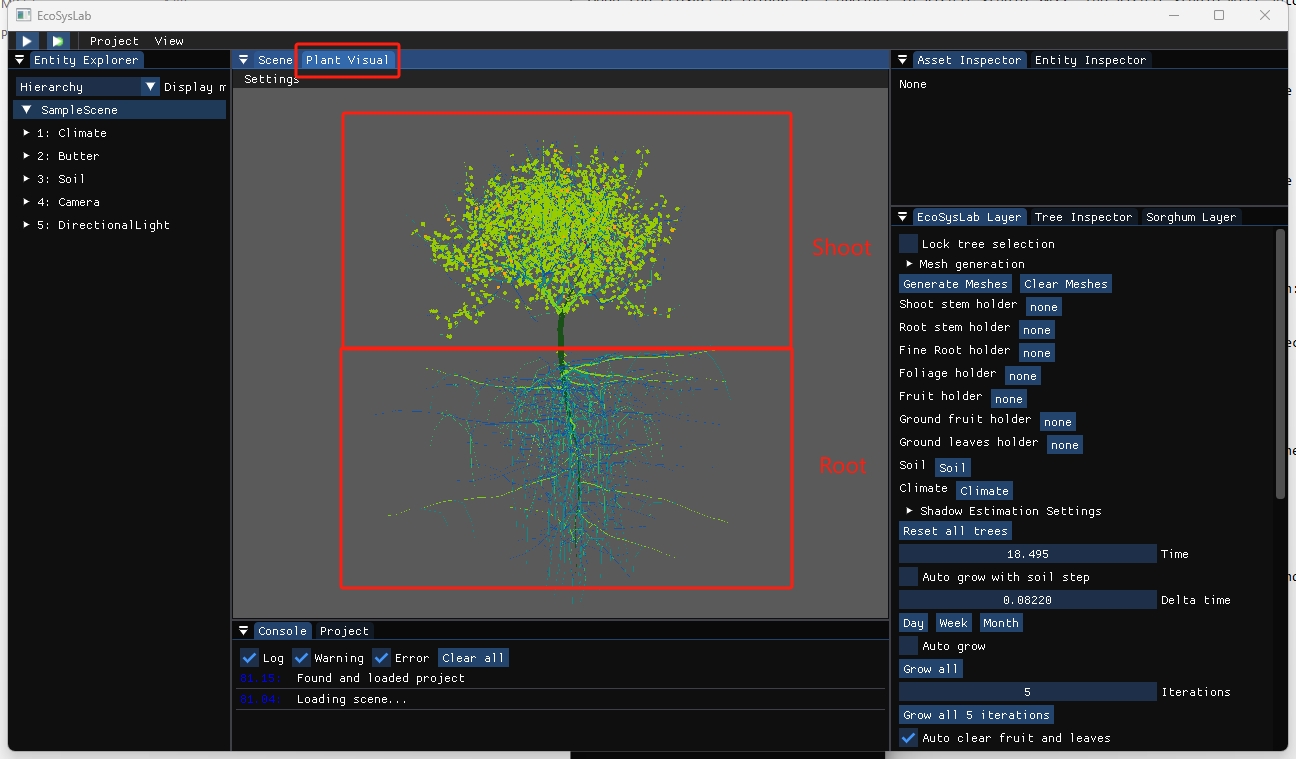 EcoSysLab
Project View
Entity Explorer
Hierarchy
Display m
SampleScene
1: Climate
2: Butter
3: Soil
4: Camera
5: DirectionalLight
Scene Plant Visual
Settings
Shoot
Root
Console Project
Log Warning Error Clear all
81.15: Found and loaded project
81.04: Loading scene...
Asset Inspector Entity Inspector
None
EcoSysLab Layer Tree Inspector Sorghum Layer
Lock tree selection
Mesh generation
Generate Meshes Clear Meshes
Shoot stem holder none
Root stem holder none
Fine Root holder none
Foliage holder none
Fruit holder none
Ground fruit holder none
Ground leaves holder none
Soil Soil
Climate Climate
Shadow Estimation Settings
Reset all trees
18.495 Time
Auto grow with soil step
0.08220 Delta time
Day Week Month
Auto grow
Grow all
5 Iterations
Grow all 5 iterations
Auto clear fruit and leaves